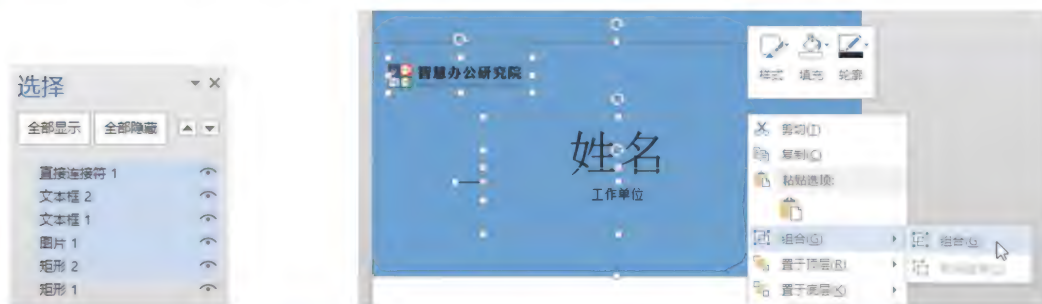 选择
全部显示 全部隐藏
直接连接符 1
文本框 2
文本框 1
图片 1
矩形 2
矩形 1
智慧办公研究院
姓名
工作单位
样式 填充 轮廓
剪切(T)
复制(C)
粘贴选项:
组合(G)
组合(G)
置于顶层(R)
置于底层(K)